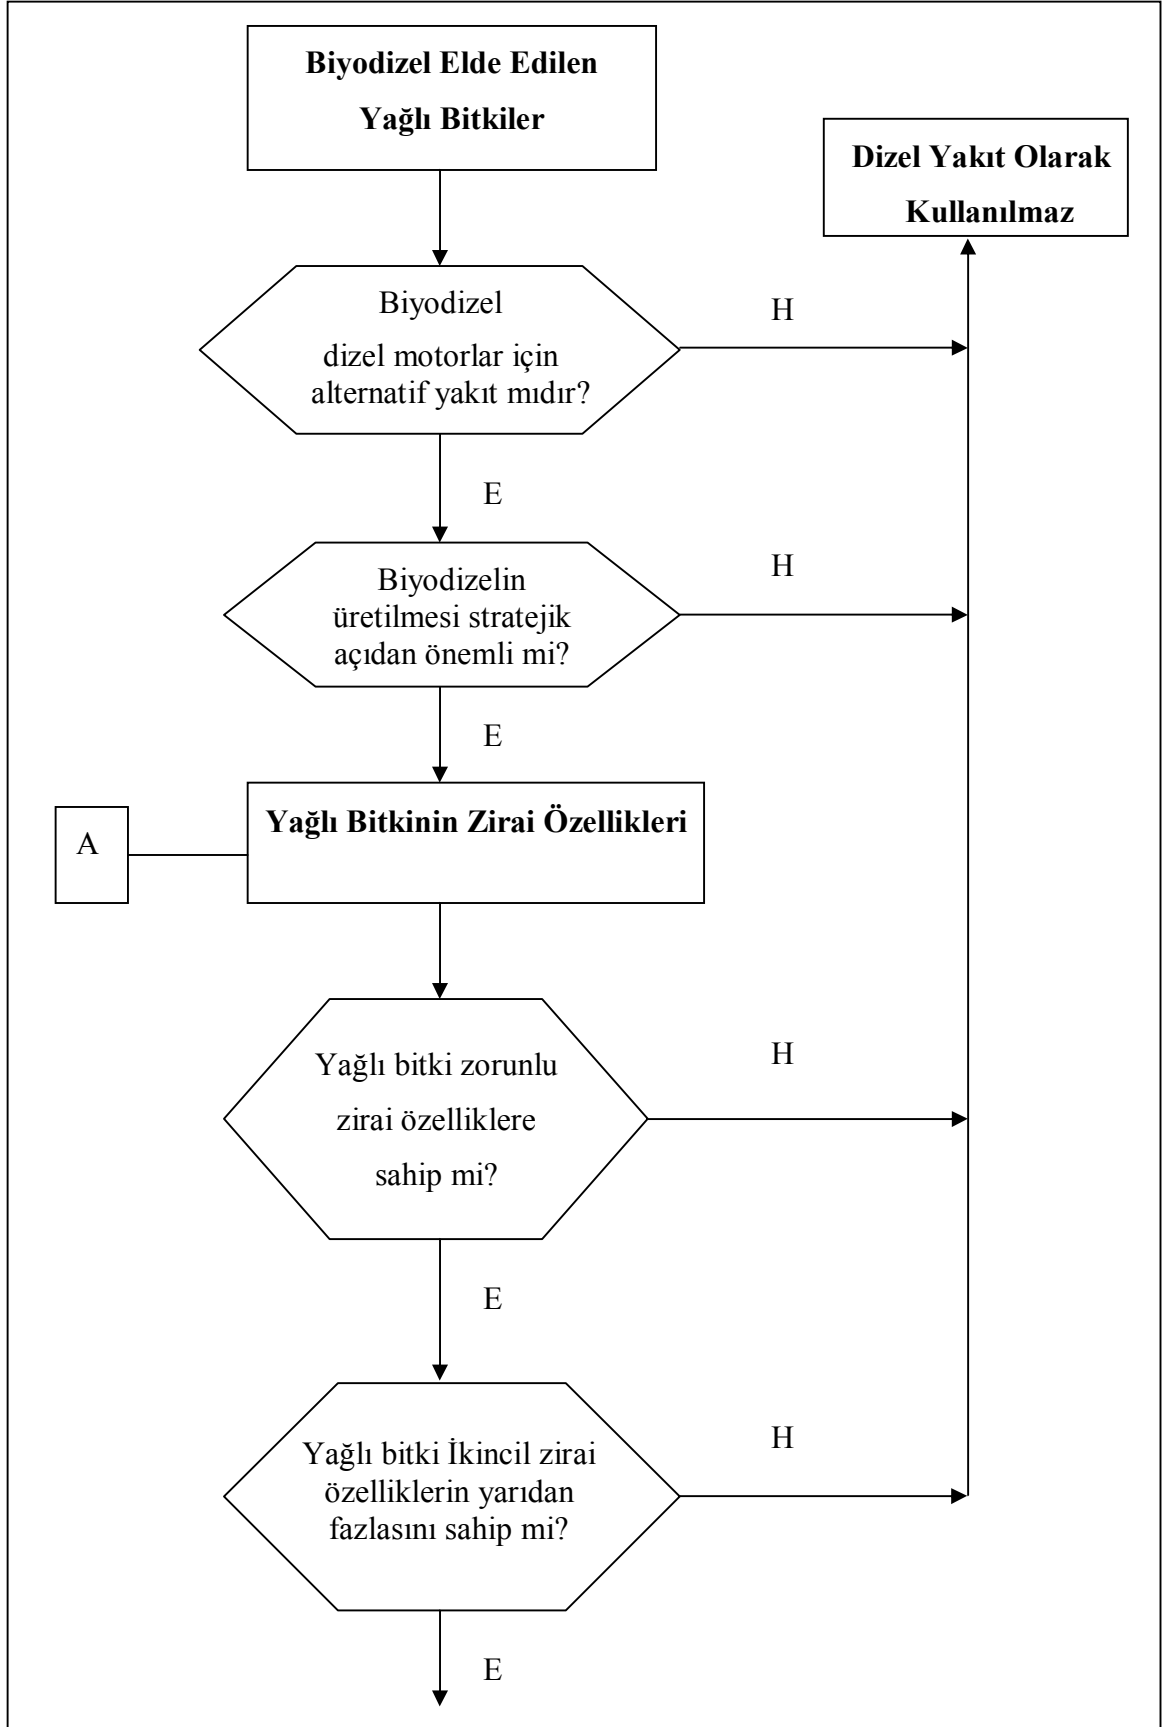 Biyodizel Elde Edilen
Yağlı Bitkiler
Dizel Yakıt Olarak
Kullanılmaz
Biyodizel
dizel motorlar için
alternatif yakıt mıdır?
H
E
Biyodizelin
üretilmesi stratejik
açıdan önemli mi?
H
E
Yağlı Bitkinin Zirai Özellikleri
A
Yağlı bitki zorunlu
zirai özelliklere
sahip mi?
H
E
Yağlı bitki İkincil zirai
özelliklerin yarıdan
fazlasını sahip mi?
H
E